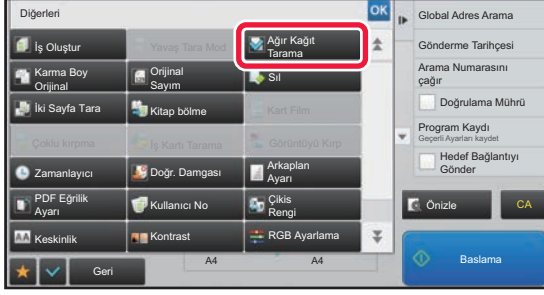 Diğerleri
OK
İş Oluştur
Yavaş Tara Mod
Ağır Kağıt
Tarama
Karma Boy
Orijinal
Orijinal
Sayım
Sıl
İki Sayfa Tara
Kitap bölme
Kart Film
Çoklu kırpma
İş Kartı Tarama
Görüntüyü Kırp
Zamanlayıcı
Doğr. Damgası
Arkaplan
Ayarı
PDF Eğrilik
Ayarı
Kullanıcı No
Çikis
Rengi
Keskinlik
Kontrast
RGB Ayarlama
Geri
A4
A4
Global Adres Arama
Gönderme Tarihçesi
Arama Numarasını
çağır
Doğrulama Mührü
Program Kaydı
Geçerli Ayarları kaydet
Hedef Bağlantıyı
Gönder
Önizle
CA
Baslama